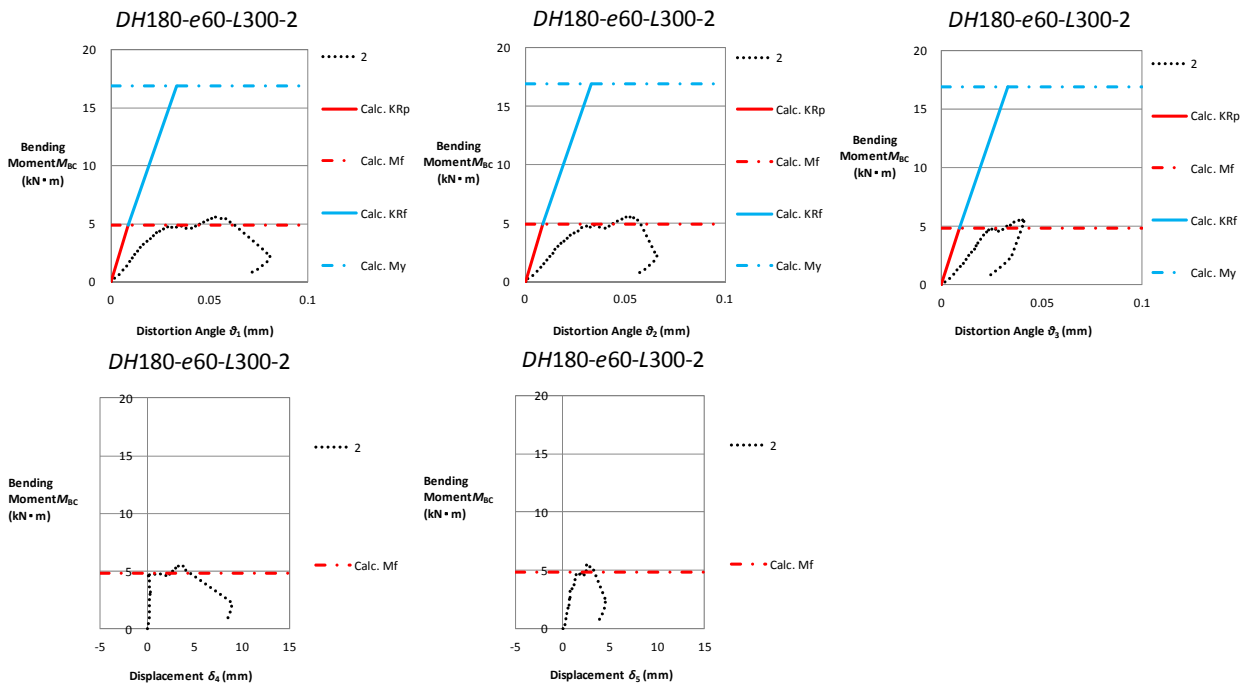 DH180-e60-L300-2
20
15
10
5
0
0
0.05
0.1
Bending
MomentMBC
(kN・m)
Distortion Angle ϑ1 (mm)
2
Calc. KRp
Calc. Mf
Calc. KRf
Calc. My
DH180-e60-L300-2
20
15
10
5
0
0
0.05
0.1
Bending
MomentMBC
(kN・m)
Distortion Angle ϑ2 (mm)
2
Calc. KRp
Calc. Mf
Calc. KRf
Calc. My
DH180-e60-L300-2
20
15
10
5
0
0
0.05
0.1
Bending
MomentMBC
(kN・m)
Distortion Angle ϑ3 (mm)
2
Calc. KRp
Calc. Mf
Calc. KRf
Calc. My
DH180-e60-L300-2
20
15
10
5
0
-5
0
5
10
15
Bending
MomentMBC
(kN・m)
Displacement δ4 (mm)
2
Calc. Mf
DH180-e60-L300-2
20
15
10
5
0
-5
0
5
10
15
Bending
MomentMBC
(kN・m)
Displacement δ5 (mm)
2
Calc. Mf